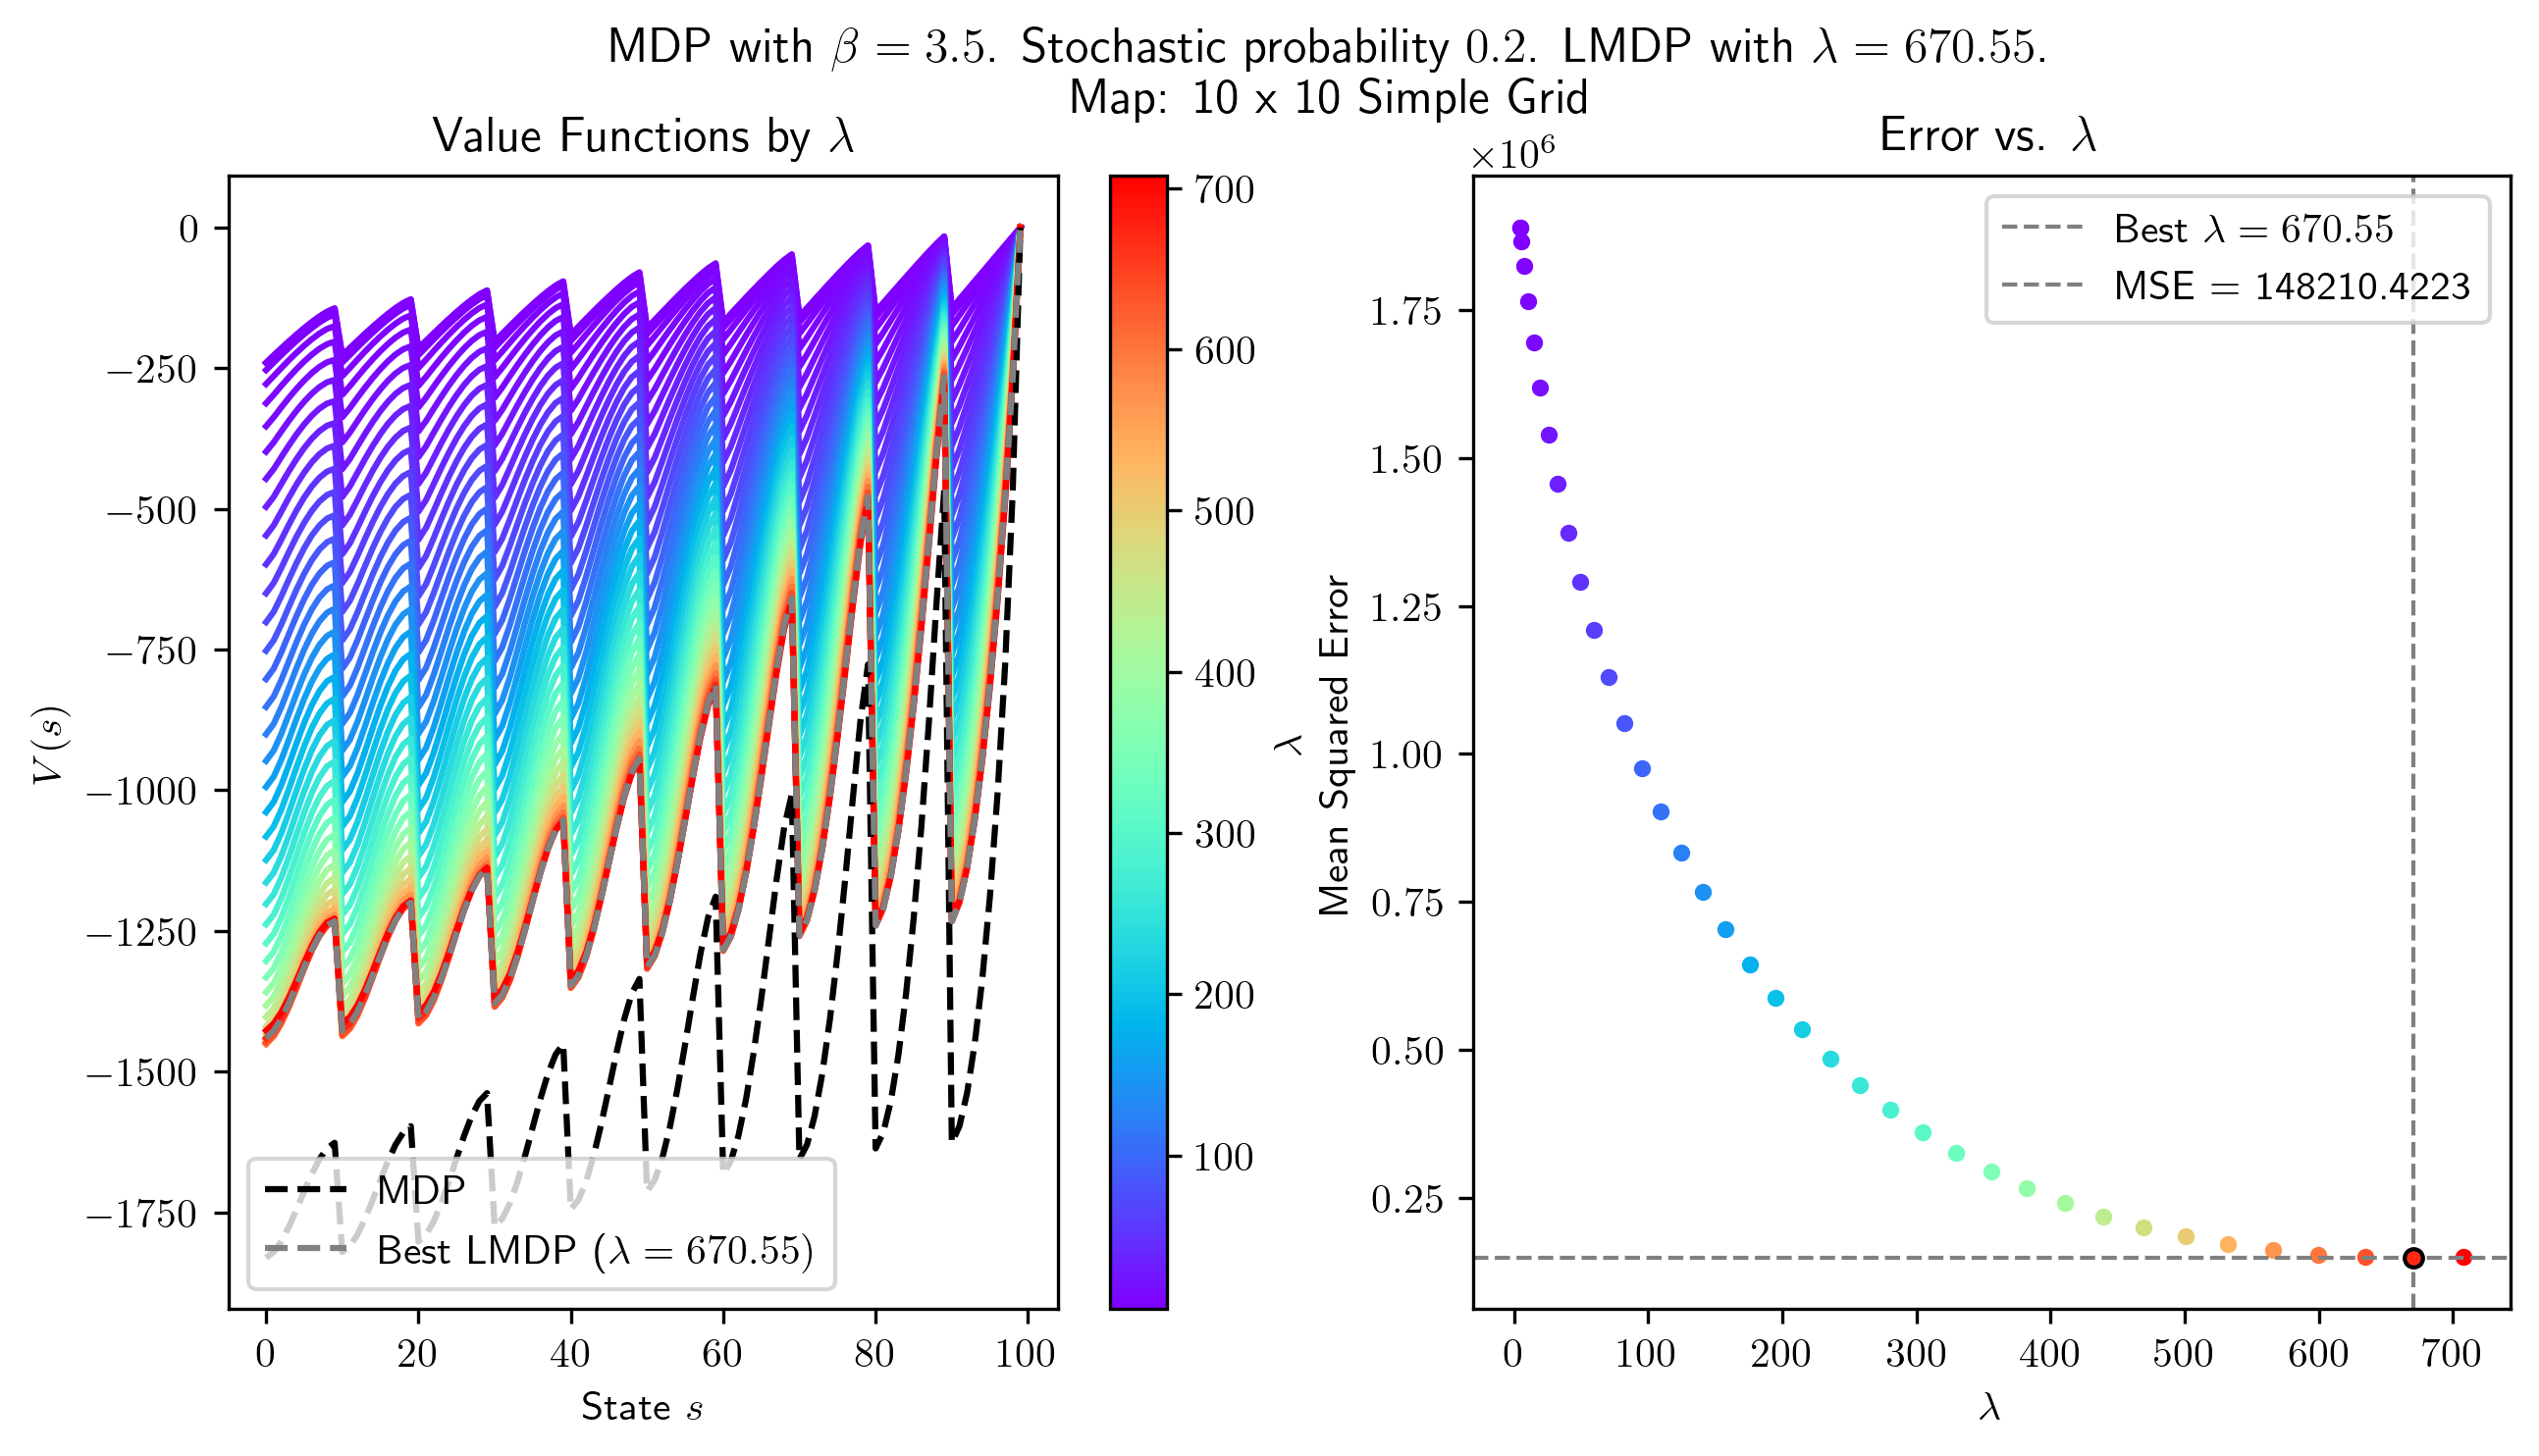 MDP with β = 3.5. Stochastic probability 0.2. LMDP with λ = 670.55.
Map: 10 x 10 Simple Grid
Value Functions by λ
V(s)
0
−250
−500
−750
−1000
−1250
−1500
−1750
MDP
Best LMDP (λ = 670.55)
0 20 40 60 80 100
State s
700
600
500
400
300
200
100
λ
Error vs. λ
×10⁶
Mean Squared Error
1.75
1.50
1.25
1.00
0.75
0.50
0.25
Best λ = 670.55
MSE = 148210.4223
0 100 200 300 400 500 600 700
λ